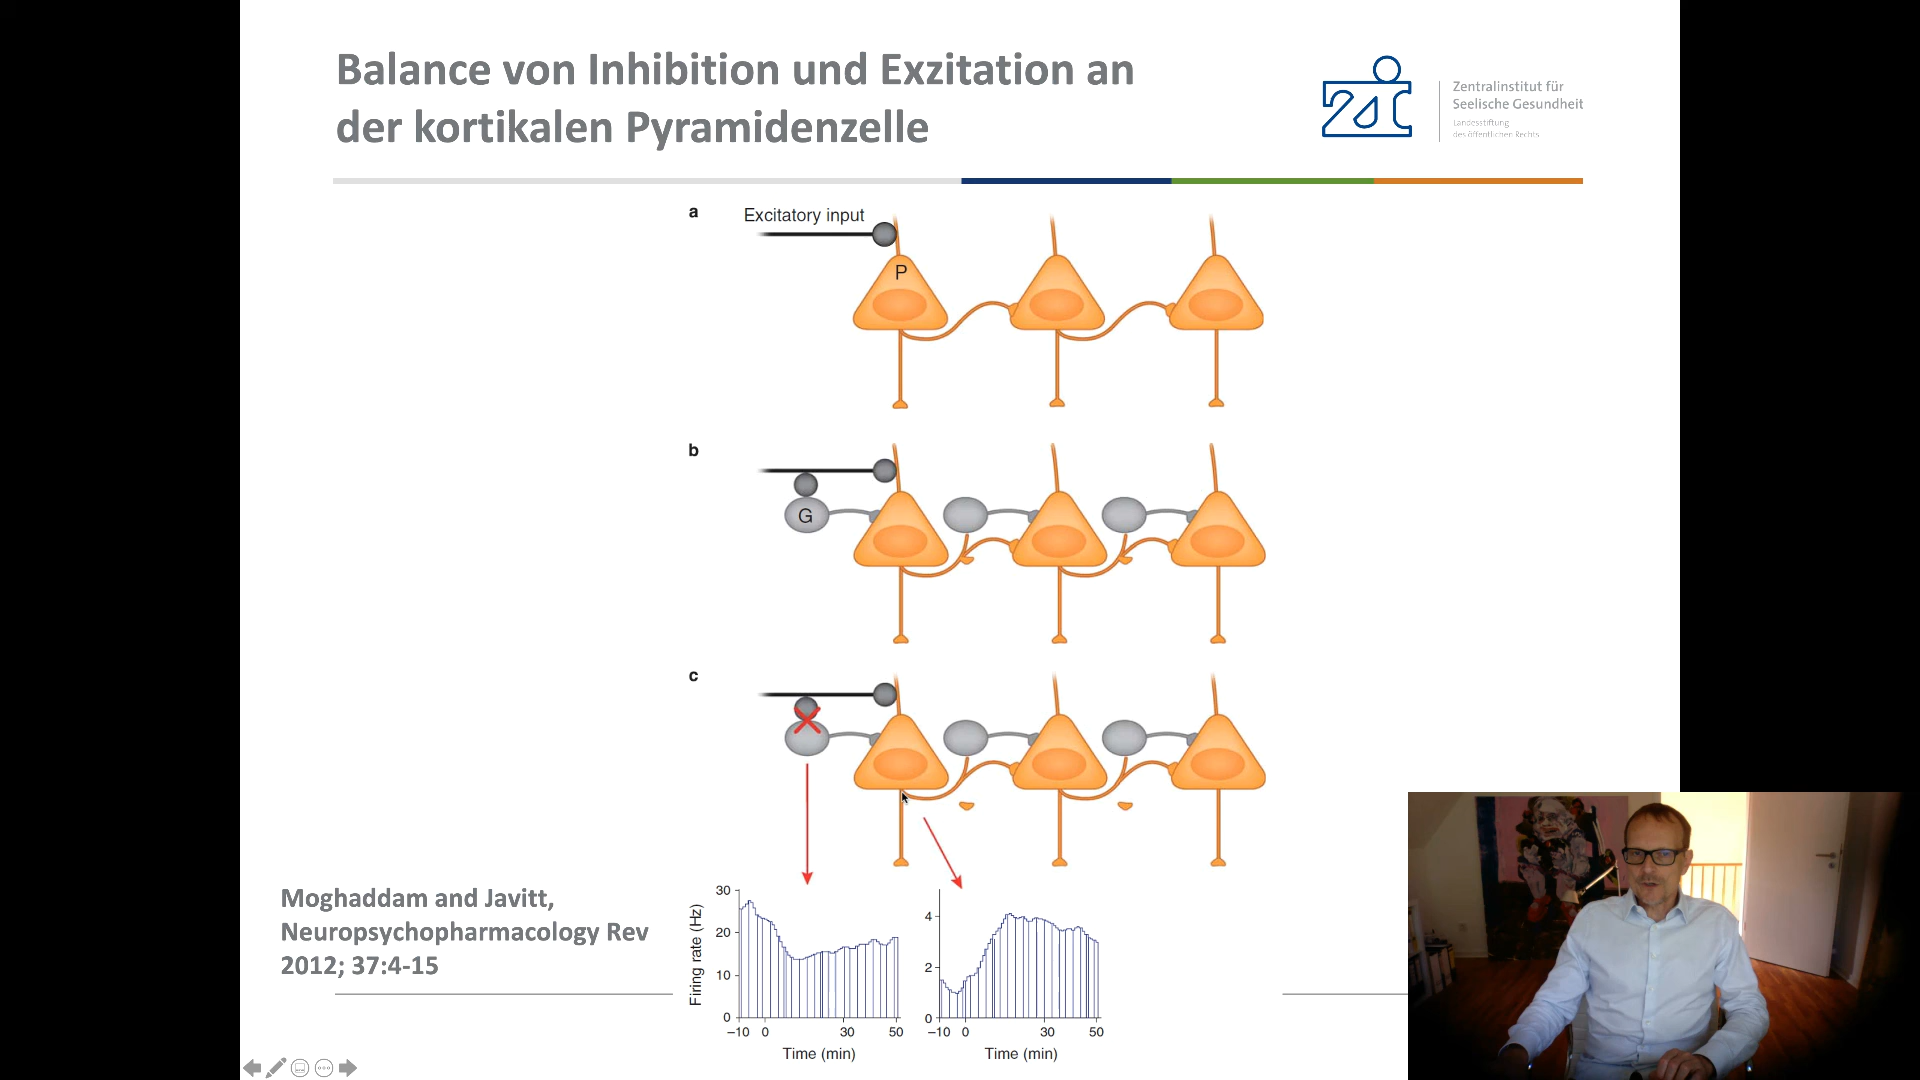 Balance von Inhibition und Exzitation an
der kortikalen Pyramidenzelle
Zentralinstitut für
Seelische Gesundheit
Landesstiftung
des öffentlichen Rechts
a
Excitatory input
P
b
G
c
Moghaddam and Javitt,
Neuropsychopharmacology Rev
2012; 37:4-15
Firing rate (Hz)
30
20
10
0
−10 0 30 50
Time (min)
4
2
0
−10 0 30 50
Time (min)